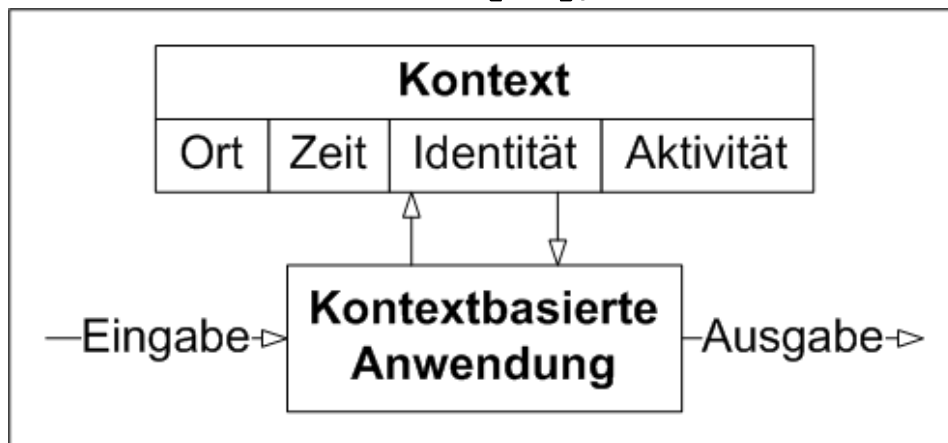 Kontext
Ort Zeit Identität Aktivität
Kontextbasierte
Eingabe Ausgabe
Anwendung